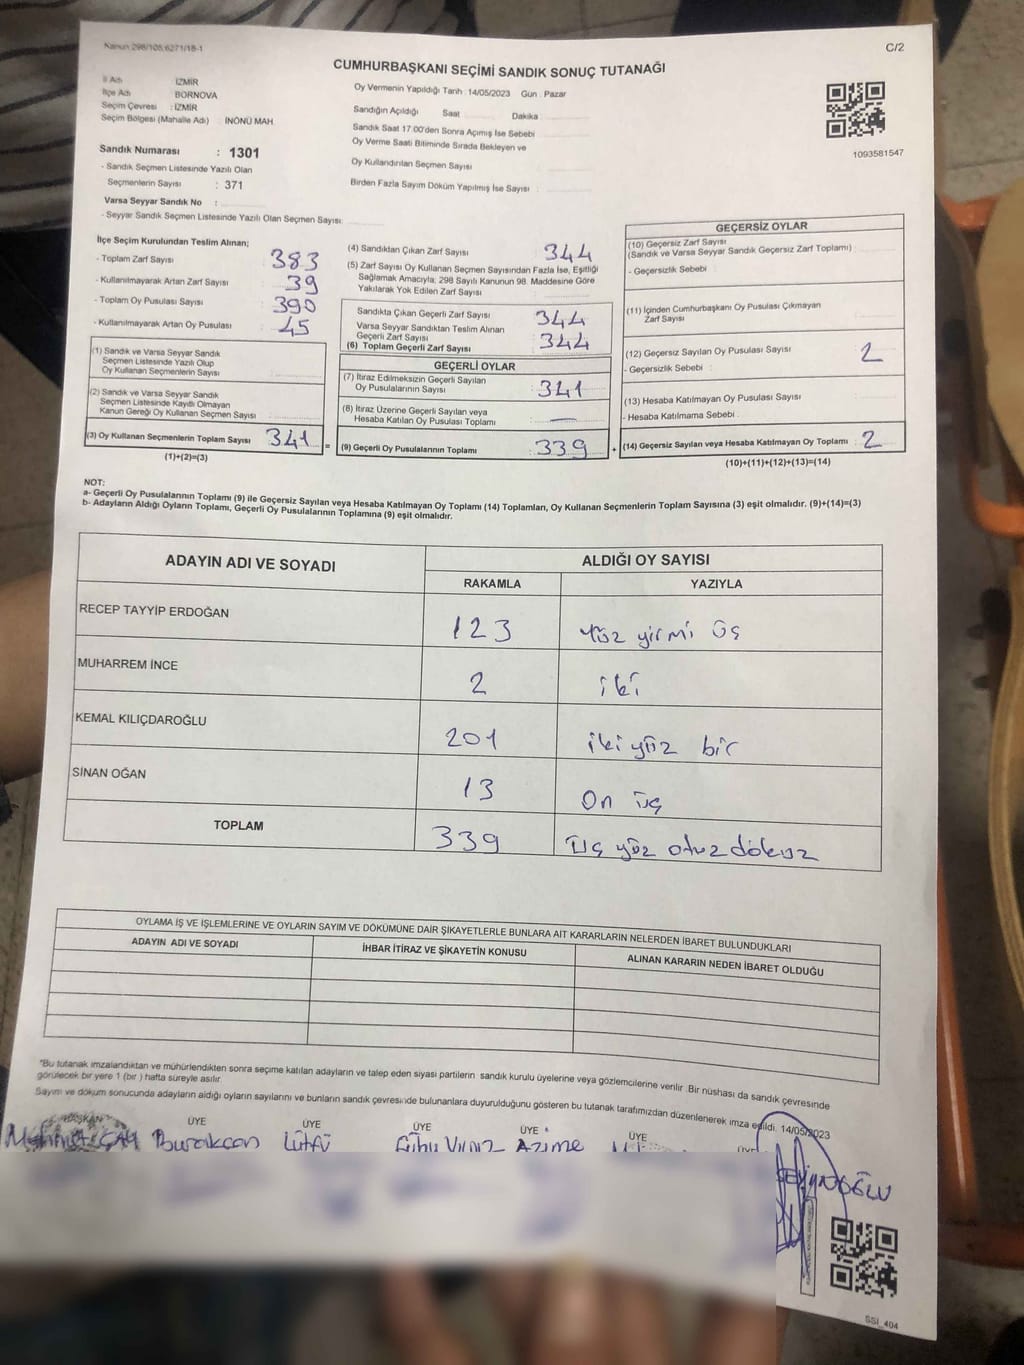 Kanun:298/105;6271/18-1
C/2
CUMHURBAŞKANI SEÇİMİ SANDIK SONUÇ TUTANAĞI
İl Adı : İZMİR
İlçe Adı : BORNOVA
Seçim Çevresi : İZMİR
Seçim Bölgesi (Mahalle Adı) : İNÖNÜ MAH.
Sandık Numarası : 1301
- Sandık Seçmen Listesinde Yazılı Olan
Seçmenlerin Sayısı : 371
Varsa Seyyar Sandık No :
- Seyyar Sandık Seçmen Listesinde Yazılı Olan Seçmen Sayısı:
Oy Vermenin Yapıldığı Tarih : 14/05/2023 Gün : Pazar
Sandığın Açıldığı Saat Dakika
Sandık Saat 17.00'den Sonra Açımış İse Sebebi
Oy Verme Saati Bitiminde Sırada Bekleyen ve
Oy Kullandırılan Seçmen Sayısı
Birden Fazla Sayım Döküm Yapılmış İse Sayısı
1093581547
İlçe Seçim Kurulundan Teslim Alınan;
- Toplam Zarf Sayısı : 383
- Kullanılmayarak Artan Zarf Sayısı : 39
- Toplam Oy Pusulası Sayısı : 390
- Kullanılmayarak Artan Oy Pusulası : 45
(1) Sandık ve Varsa Seyyar Sandık
Seçmen Listesinde Yazılı Olup
Oy Kullanan Seçmenlerin Sayısı :
(2) Sandık ve Varsa Seyyar Sandık
Seçmen Listesinde Kayıtlı Olmayan
Kanun Gereği Oy Kullanan Seçmen Sayısı :
(3) Oy Kullanan Seçmenlerin Toplam Sayısı : 341 =
(1)+(2)=(3)
(4) Sandıktan Çıkan Zarf Sayısı : 344
(5) Zarf Sayısı Oy Kullanan Seçmen Sayısından Fazla İse, Eşitliği
Sağlamak Amacıyla; 298 Sayılı Kanunun 98. Maddesine Göre
Yakılarak Yok Edilen Zarf Sayısı :
Sandıkta Çıkan Geçerli Zarf Sayısı : 344
Varsa Seyyar Sandıktan Teslim Alınan
Geçerli Zarf Sayısı
(6) Toplam Geçerli Zarf Sayısı : 344
GEÇERLİ OYLAR
(7) İtiraz Edilmeksizin Geçerli Sayılan
Oy Pusulalarının Sayısı : 341
(8) İtiraz Üzerine Geçerli Sayılan veya
Hesaba Katılan Oy Pusulası Toplamı : —
(9) Geçerli Oy Pusulalarının Toplamı : 339 +
GEÇERSİZ OYLAR
(10) Geçersiz Zarf Sayısı
(Sandık ve Varsa Seyyar Sandık Geçersiz Zarf Toplamı) :
- Geçersizlik Sebebi :
(11) İçinden Cumhurbaşkanı Oy Pusulası Çıkmayan
Zarf Sayısı :
(12) Geçersiz Sayılan Oy Pusulası Sayısı : 2
- Geçersizlik Sebebi :
(13) Hesaba Katılmayan Oy Pusulası Sayısı :
- Hesaba Katılmama Sebebi :
(14) Geçersiz Sayılan veya Hesaba Katılmayan Oy Toplamı : 2
(10)+(11)+(12)+(13)=(14)
NOT:
a- Geçerli Oy Pusulalarının Toplamı (9) ile Geçersiz Sayılan veya Hesaba Katılmayan Oy Toplamı (14) Toplamları, Oy Kullanan Seçmenlerin Toplam Sayısına (3) eşit olmalıdır. (9)+(14)=(3)
b- Adayların Aldığı Oyların Toplamı, Geçerli Oy Pusulalarının Toplamına (9) eşit olmalıdır.
ADAYIN ADI VE SOYADI ALDIĞI OY SAYISI
RAKAMLA YAZIYLA
RECEP TAYYİP ERDOĞAN 123 Yüz yirmi üç
MUHARREM İNCE 2 iki
KEMAL KILIÇDAROĞLU 201 iki yüz bir
SİNAN OĞAN 13 On üç
TOPLAM 339 Üç yüz otuz dokuz
OYLAMA İŞ VE İŞLEMLERİNE VE OYLARIN SAYIM VE DÖKÜMÜNE DAİR ŞİKAYETLERLE BUNLARA AİT KARARLARIN NELERDEN İBARET BULUNDUKLARI
ADAYIN ADI VE SOYADI İHBAR İTİRAZ VE ŞİKAYETİN KONUSU ALINAN KARARIN NEDEN İBARET OLDUĞU
*Bu tutanak imzalandıktan ve mühürlendikten sonra seçime katılan adayların ve talep eden siyasi partilerin sandık kurulu üyelerine veya gözlemcilerine verilir .Bir nüshası da sandık çevresinde
görülecek bir yere 1 (bir ) hafta süreyle asılır.
Sayım ve döküm sonucunda adayların aldığı oyların sayılarını ve bunların sandık çevresinde bulunanlara duyurulduğunu gösteren bu tutanak tarafımızdan düzenlenerek imza edildi. 14/05/2023
BAŞKAN ÜYE ÜYE ÜYE ÜYE ÜYE
Burakcan Lütfü Azime
SSİ_404